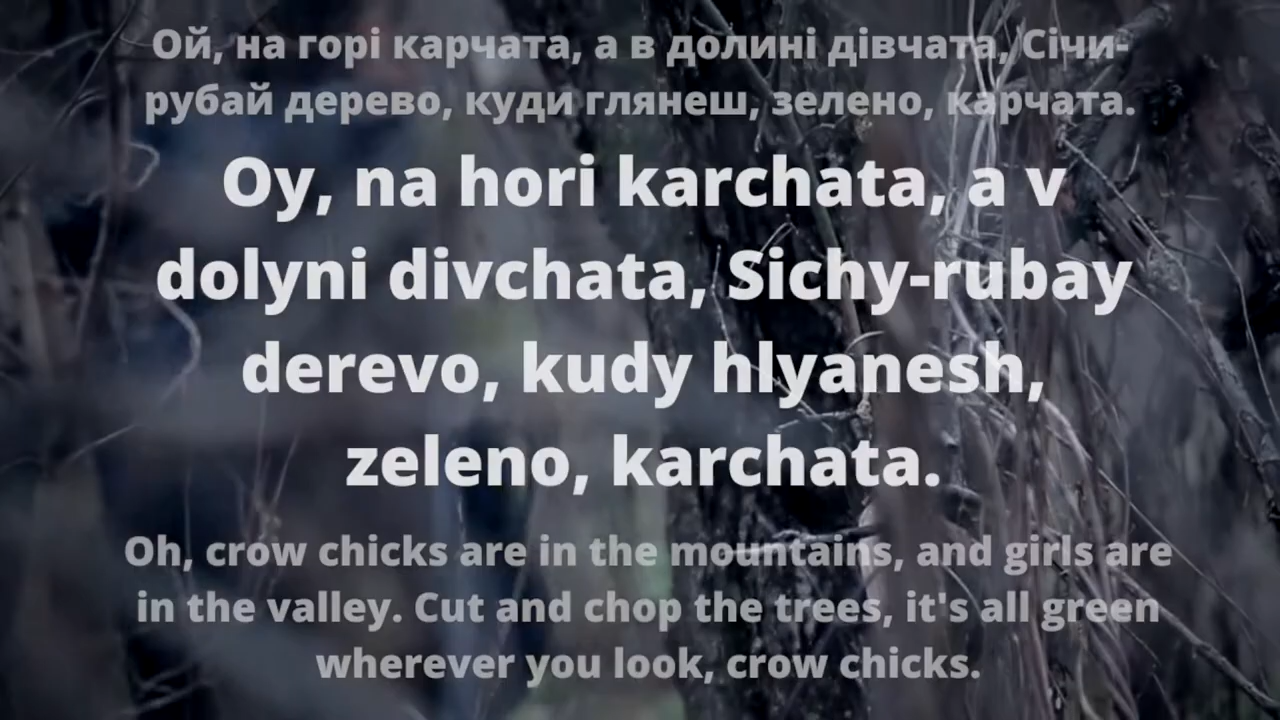 Ой, на горі карчата, а в долині дівчата, Січи-
рубай дерево, куди глянеш, зелено, карчата.
Oy, na hori karchata, a v
dolyni divchata, Sichy-rubay
derevo, kudy hlyanesh,
zeleno, karchata.
Oh, crow chicks are in the mountains, and girls are
in the valley. Cut and chop the trees, it's all green
wherever you look, crow chicks.